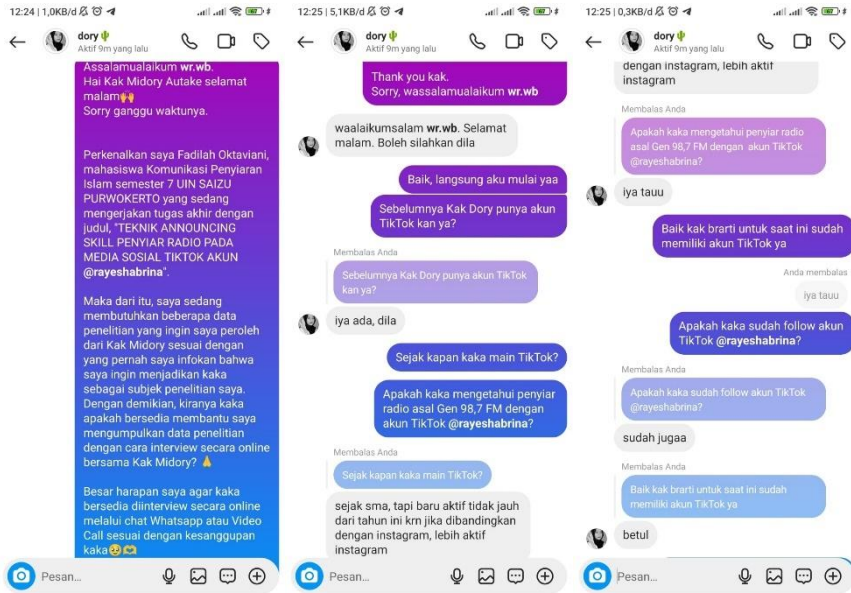 12:24 | 1,0KB/d
67
dory
Aktif 9m yang lalu
Assalamualaikum wr.wb.
Hai Kak Midory Autake selamat
malam🙌
Sorry ganggu waktunya.
Perkenalkan saya Fadilah Oktaviani,
mahasiswa Komunikasi Penyiaran
Islam semester 7 UIN SAIZU
PURWOKERTO yang sedang
mengerjakan tugas akhir dengan
judul, "TEKNIK ANNOUNCING
SKILL PENYIAR RADIO PADA
MEDIA SOSIAL TIKTOK AKUN
@rayeshabrina".
Maka dari itu, saya sedang
membutuhkan beberapa data
penelitian yang ingin saya peroleh
dari Kak Midory sesuai dengan
yang pernah saya infokan bahwa
saya ingin menjadikan kaka
sebagai subjek penelitian saya.
Dengan demikian, kiranya kaka
apakah bersedia membantu saya
mengumpulkan data penelitian
dengan cara interview secara online
bersama Kak Midory? 🙏
Besar harapan saya agar kaka
bersedia diinterview secara online
melalui chat Whatsapp atau Video
Call sesuai dengan kesanggupan
kaka🥺🫶
Pesan...
12:25 | 5,1KB/d
67
dory
Aktif 9m yang lalu
Thank you kak.
Sorry, wassalamualaikum wr.wb
waalaikumsalam wr.wb. Selamat
malam. Boleh silahkan dila
Baik, langsung aku mulai yaa
Sebelumnya Kak Dory punya akun
TikTok kan ya?
Membalas Anda
Sebelumnya Kak Dory punya akun TikTok
kan ya?
iya ada, dila
Sejak kapan kaka main TikTok?
Apakah kaka mengetahui penyiar
radio asal Gen 98,7 FM dengan
akun TikTok @rayeshabrina?
Membalas Anda
Sejak kapan kaka main TikTok?
sejak sma, tapi baru aktif tidak jauh
dari tahun ini krn jika dibandingkan
dengan instagram, lebih aktif
instagram
Pesan...
12:25 | 0,3KB/d
67
dory
Aktif 9m yang lalu
dengan instagram, lebih aktif
instagram
Membalas Anda
Apakah kaka mengetahui penyiar radio
asal Gen 98,7 FM dengan akun TikTok
@rayeshabrina?
iya tauu
Baik kak brarti untuk saat ini sudah
memiliki akun TikTok ya
Anda membalas
iya tauu
Apakah kaka sudah follow akun
TikTok @rayeshabrina?
Membalas Anda
Apakah kaka sudah follow akun TikTok
@rayeshabrina?
sudah jugaa
Membalas Anda
Baik kak brarti untuk saat ini sudah
memiliki akun TikTok ya
betul
Pesan...